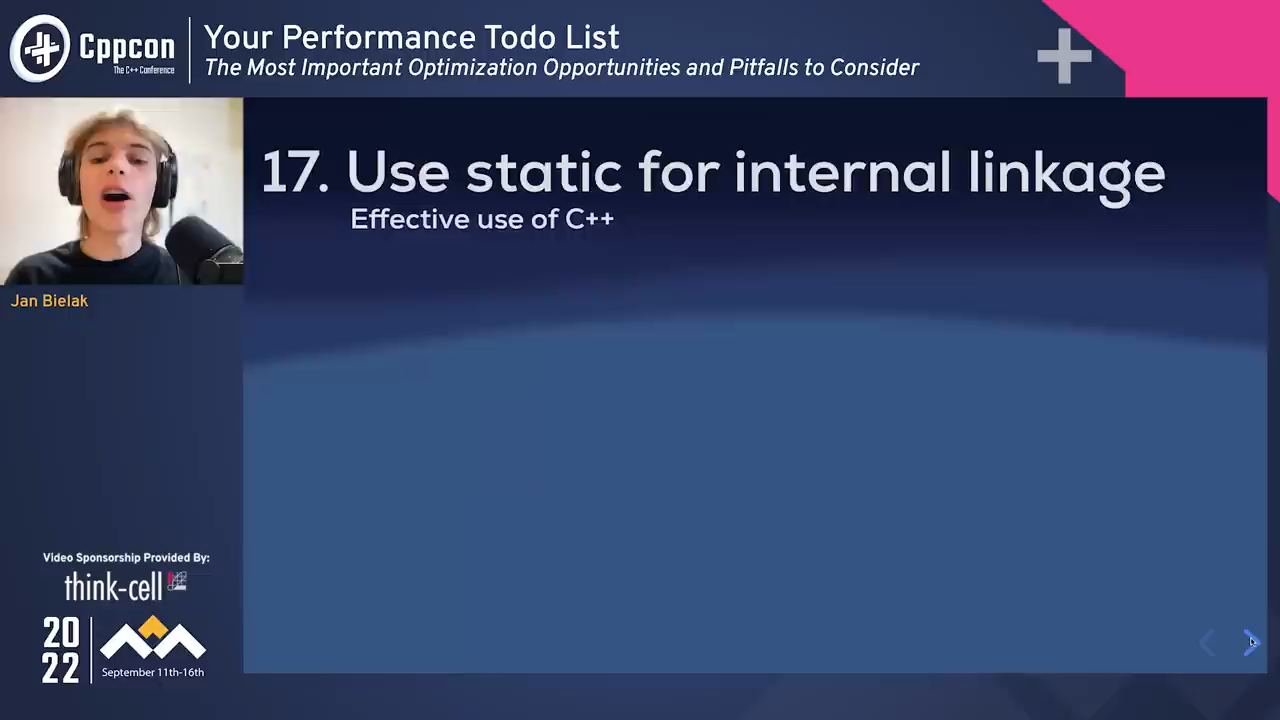 Cppcon
The C++ Conference
Your Performance Todo List
The Most Important Optimization Opportunities and Pitfalls to Consider
17. Use static for internal linkage
Effective use of C++
Jan Bielak
Video Sponsorship Provided By:
think-cell
20
22
September 11th-16th